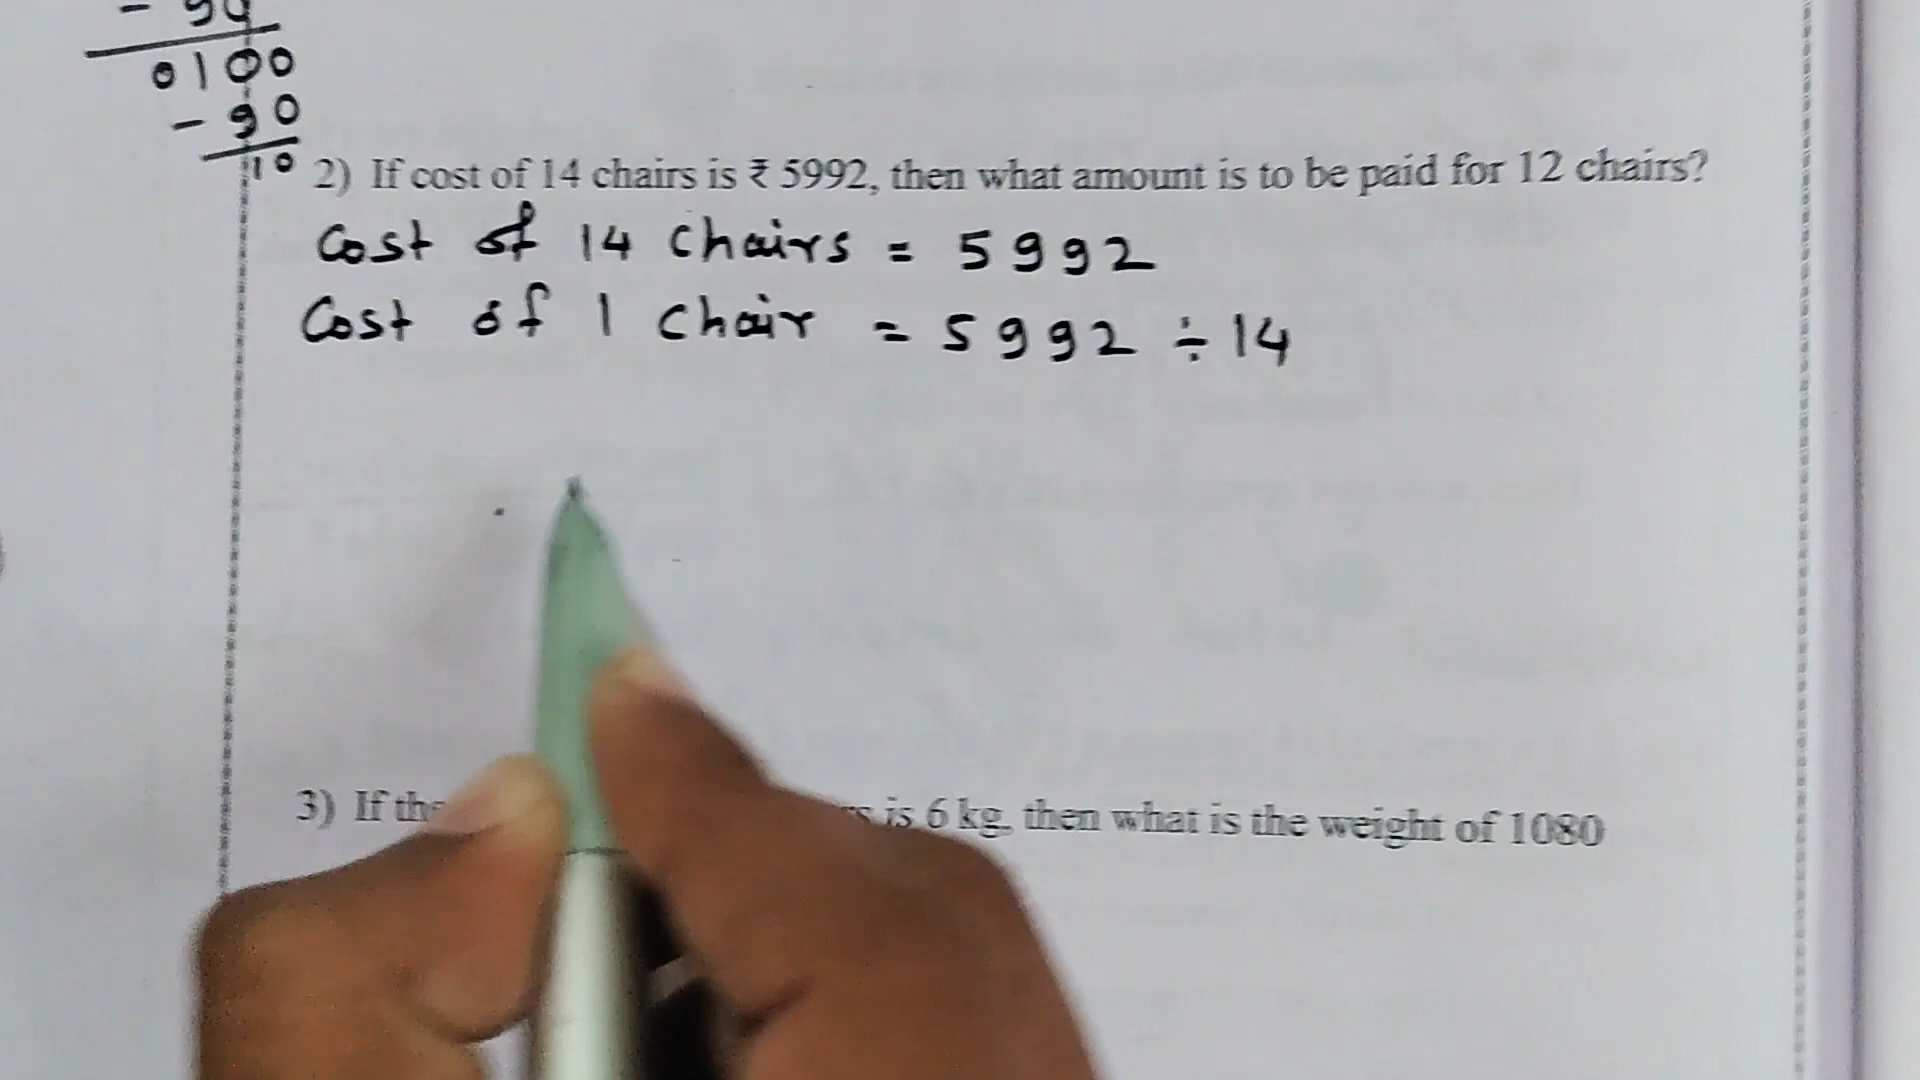 0100
- 90
10
2) If cost of 14 chairs is ₹ 5992, then what amount is to be paid for 12 chairs?
Cost of 14 Chairs = 5992
Cost of 1 Chair = 5992 ÷ 14
3) If is 6 kg, then what is the weight of 1080